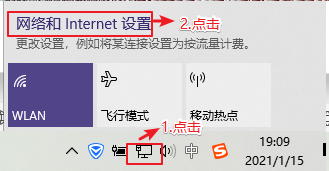 网络和 Internet 设置
2.点击
更改设置，例如将某连接设置为按流量计费。
WLAN
飞行模式
移动热点
1.点击
中
S
19:09
2021/1/15